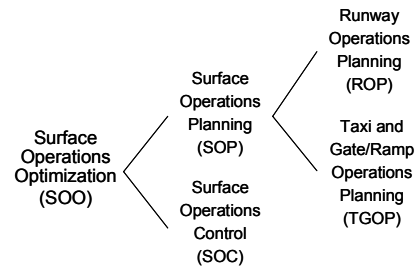 Surface
Operations
Optimization
(SOO)
Surface
Operations
Planning
(SOP)
Surface
Operations
Control
(SOC)
Runway
Operations
Planning
(ROP)
Taxi and
Gate/Ramp
Operations
Planning
(TGOP)